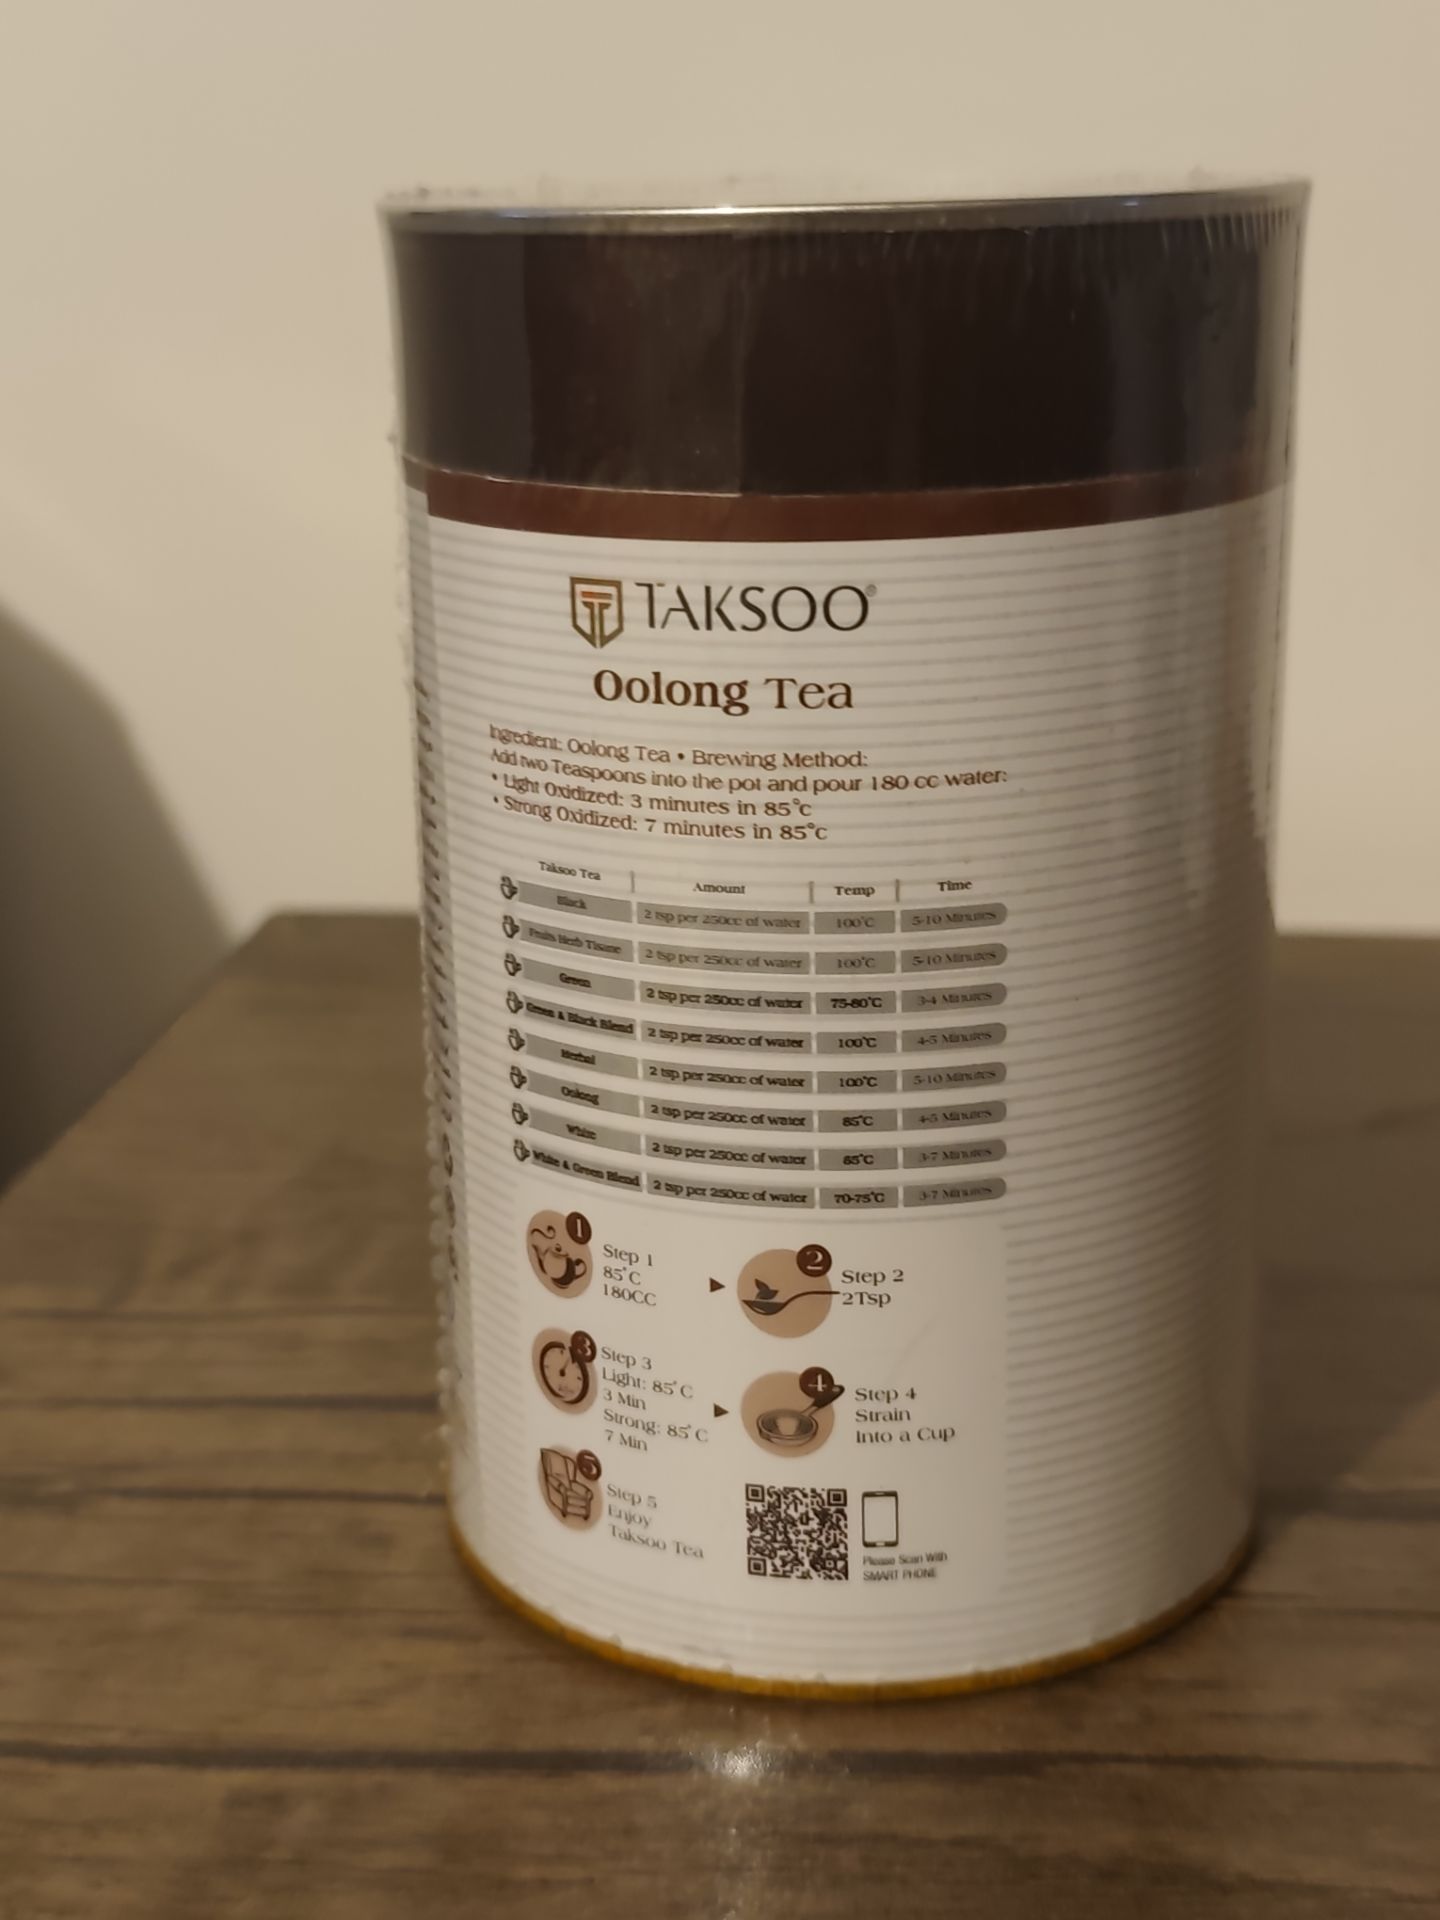 TAKSOO®
Oolong Tea
Ingredient: Oolong Tea • Brewing Method:
Add two Teaspoons into the pot and pour 180 cc water:
• Light Oxidized: 3 minutes in 85°c
• Strong Oxidized: 7 minutes in 85°c
Taksoo Tea Amount Temp Time
Black 2 tsp per 250cc of water 100°C 5-10 Minutes
Fruits Herb Tisane 2 tsp per 250cc of water 100°C 5-10 Minutes
Green 2 tsp per 250cc of water 75-80°C 3-4 Minutes
Green & Black Blend 2 tsp per 250cc of water 100°C 4-5 Minutes
Herbal 2 tsp per 250cc of water 100°C 5-10 Minutes
Oolong 2 tsp per 250cc of water 85°C 4-5 Minutes
White 2 tsp per 250cc of water 85°C 3-7 Minutes
White & Green Blend 2 tsp per 250cc of water 70-75°C 3-7 Minutes
1
Step 1
85°C
180CC
2
Step 2
2Tsp
3
Step 3
Light: 85°C
3 Min
Strong: 85°C
7 Min
4
Step 4
Strain
Into a Cup
5
Step 5
Enjoy
Taksoo Tea
Please Scan With
SMART PHONE